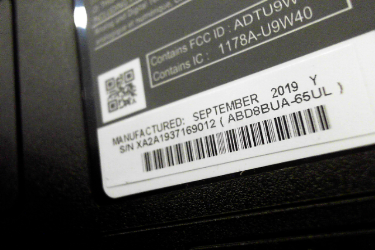 Contains FCC ID : ADTU9W
Contains IC : 1178A-U9W40
MANUFACTURED: SEPTEMBER 2019 Y
S/N XA2A1937169012 ( ABD8BUA-65UL )